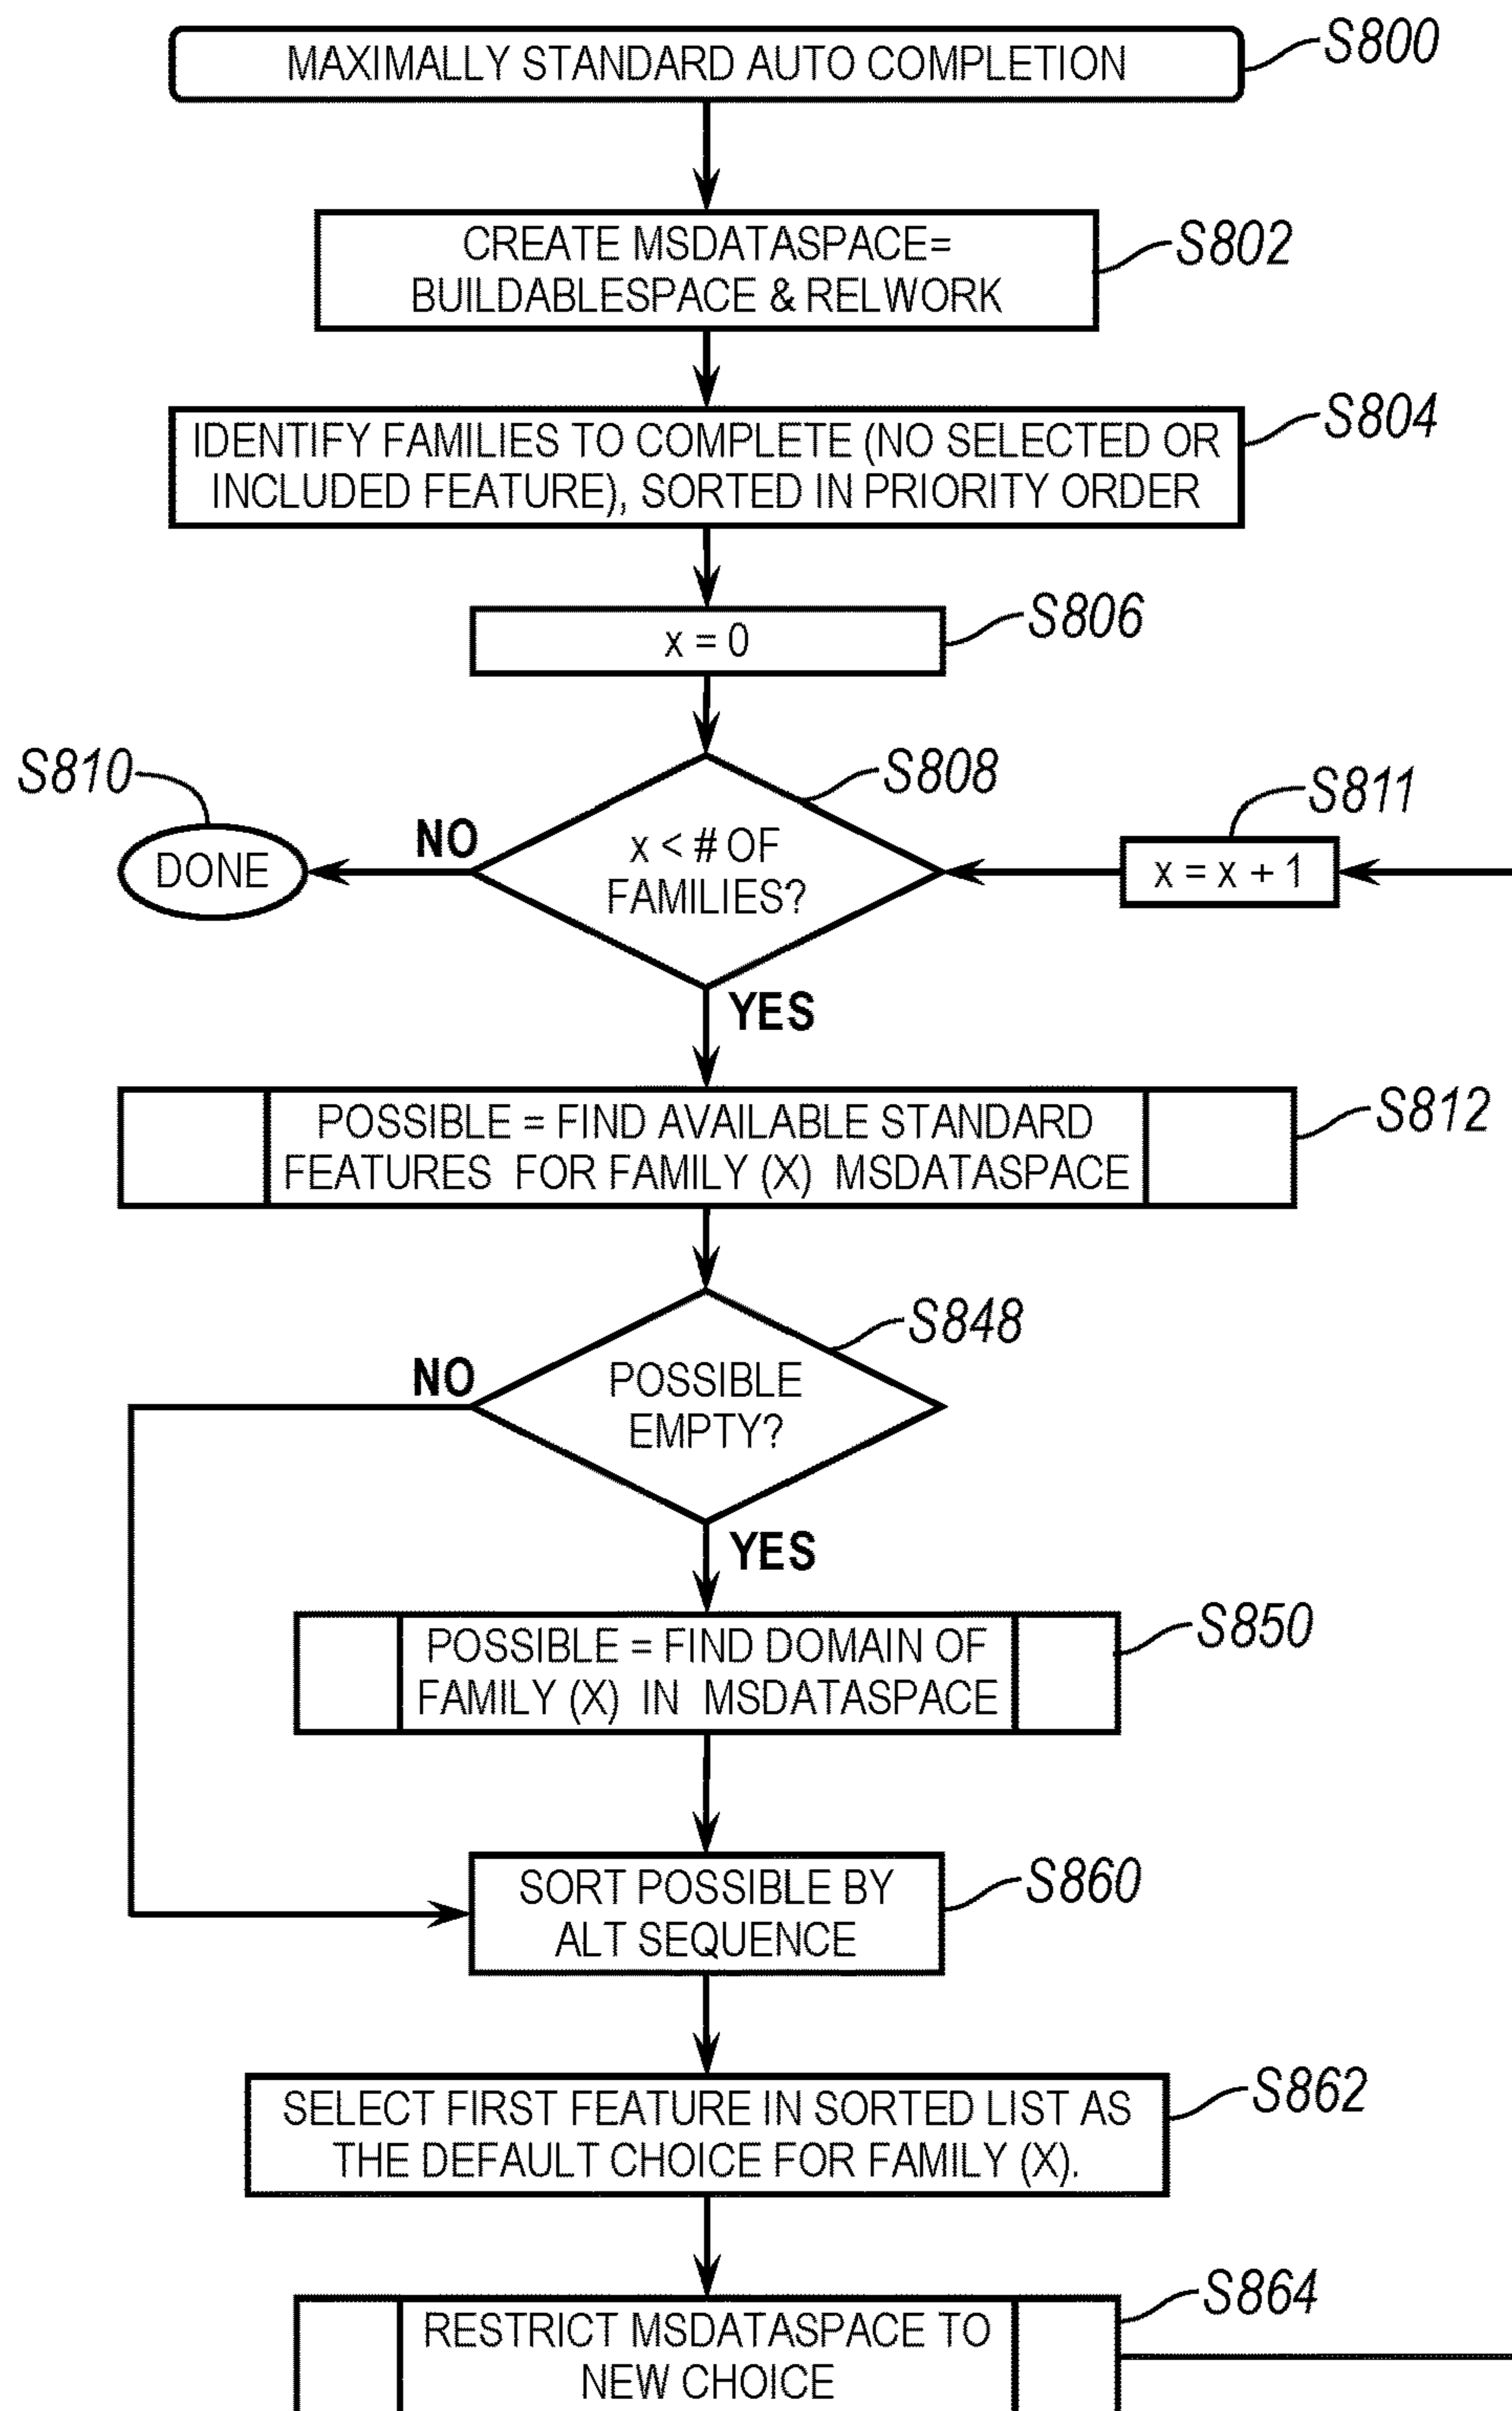 MAXIMALLY STANDARD AUTO COMPLETION
S800
CREATE MSDATASPACE=
BUILDABLESPACE & RELWORK
S802
IDENTIFY FAMILIES TO COMPLETE (NO SELECTED OR
INCLUDED FEATURE), SORTED IN PRIORITY ORDER
S804
x = 0
S806
S810
DONE
NO
x < # OF
FAMILIES?
S808
S811
x = x + 1
YES
POSSIBLE = FIND AVAILABLE STANDARD
FEATURES FOR FAMILY (X) MSDATASPACE
S812
NO
POSSIBLE
EMPTY?
S848
YES
POSSIBLE = FIND DOMAIN OF
FAMILY (X) IN MSDATASPACE
S850
SORT POSSIBLE BY
ALT SEQUENCE
S860
SELECT FIRST FEATURE IN SORTED LIST AS
THE DEFAULT CHOICE FOR FAMILY (X).
S862
RESTRICT MSDATASPACE TO
NEW CHOICE
S864